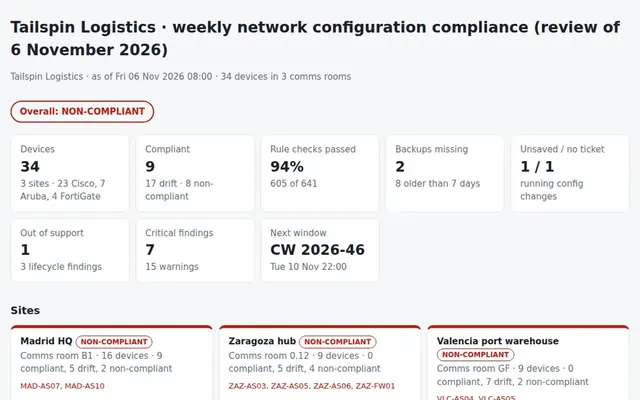 Tailspin Logistics · weekly network configuration compliance (review of
6 November 2026)
Tailspin Logistics · as of Fri 06 Nov 2026 08:00 · 34 devices in 3 comms rooms
Overall: NON-COMPLIANT
Devices
34
3 sites · 23 Cisco, 7
Aruba, 4 FortiGate
Compliant
9
17 drift · 8 non-
compliant
Rule checks passed
94%
605 of 641
Backups missing
2
8 older than 7 days
Unsaved / no ticket
1 / 1
running config
changes
Out of support
1
3 lifecycle findings
Critical findings
7
15 warnings
Next window
CW 2026-46
Tue 10 Nov 22:00
Sites
Madrid HQ NON-COMPLIANT
Comms room B1 · 16 devices · 9
compliant, 5 drift, 2 non-compliant
MAD-AS07, MAD-AS10
Zaragoza hub NON-COMPLIANT
Comms room 0.12 · 9 devices · 0
compliant, 5 drift, 4 non-compliant
ZAZ-AS03, ZAZ-AS05, ZAZ-AS06, ZAZ-FW01
Valencia port warehouse
NON-COMPLIANT
Comms room GF · 9 devices · 0
compliant, 7 drift, 2 non-compliant
VLC-AS04, VLC-AS05